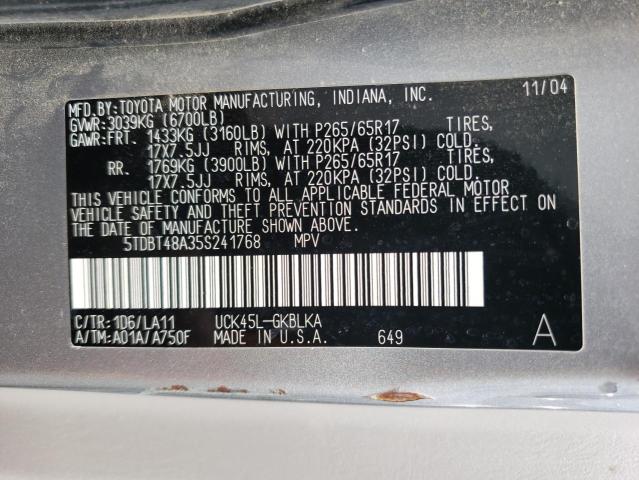 MFD.BY:TOYOTA MOTOR MANUFACTURING, INDIANA, INC. 11/04
GVWR:3039KG (6700LB)
GAWR:FRT. 1433KG (3160LB) WITH P265/65R17 TIRES,
17X7.5JJ RIMS, AT 220KPA (32PSI) COLD.
RR. 1769KG (3900LB) WITH P265/65R17 TIRES,
17X7.5JJ RIMS, AT 220KPA (32PSI) COLD.
THIS VEHICLE CONFORMS TO ALL APPLICABLE FEDERAL MOTOR
VEHICLE SAFETY AND THEFT PREVENTION STANDARDS IN EFFECT ON
THE DATE OF MANUFACTURE SHOWN ABOVE.
5TDBT48A35S241768 MPV
C/TR:1D6/LA11 UCK45L-GKBLKA
A/TM:A01A/A750F MADE IN U.S.A. 649 A